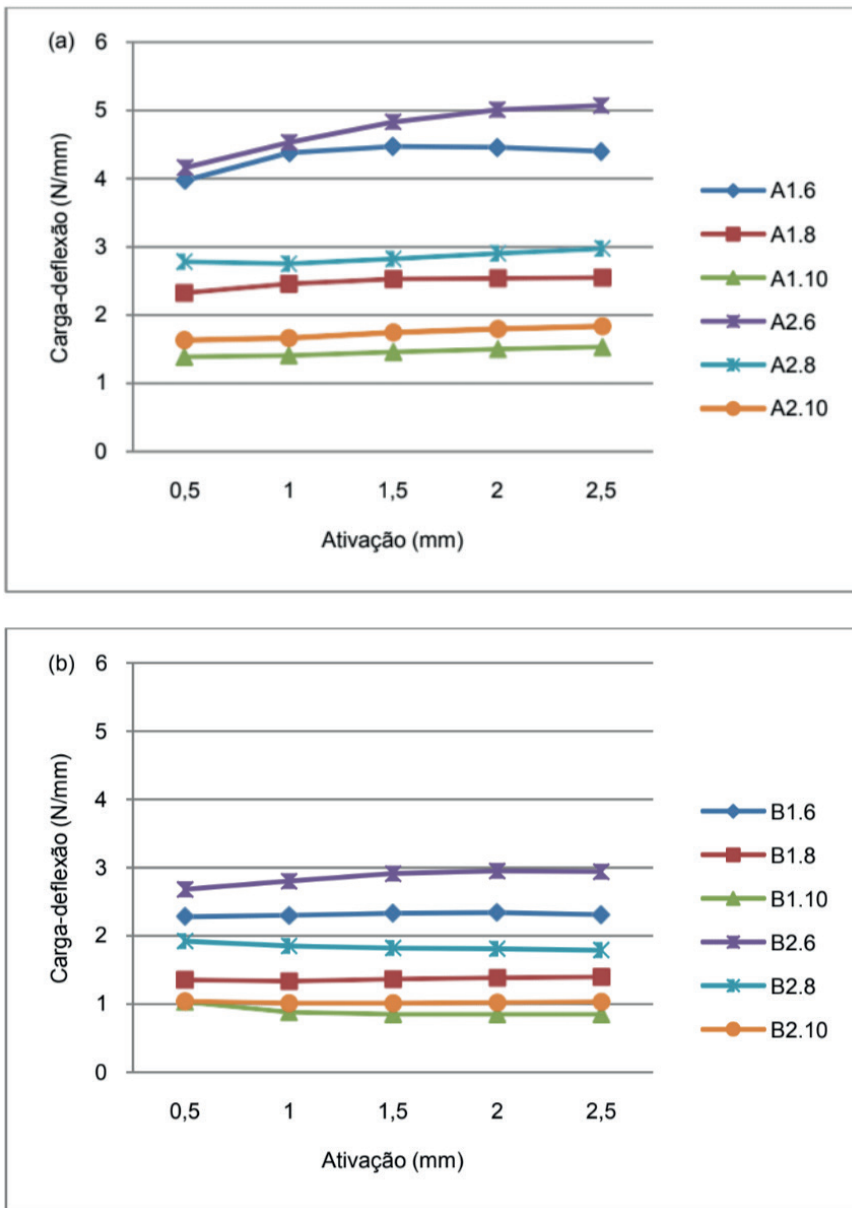 (a)
6
5
4
3
2
1
0
Carga-deflexão (N/mm)
0,5 1 1,5 2 2,5
Ativação (mm)
A1.6
A1.8
A1.10
A2.6
A2.8
A2.10
(b)
6
5
4
3
2
1
0
Carga-deflexão (N/mm)
0,5 1 1,5 2 2,5
Ativação (mm)
B1.6
B1.8
B1.10
B2.6
B2.8
B2.10